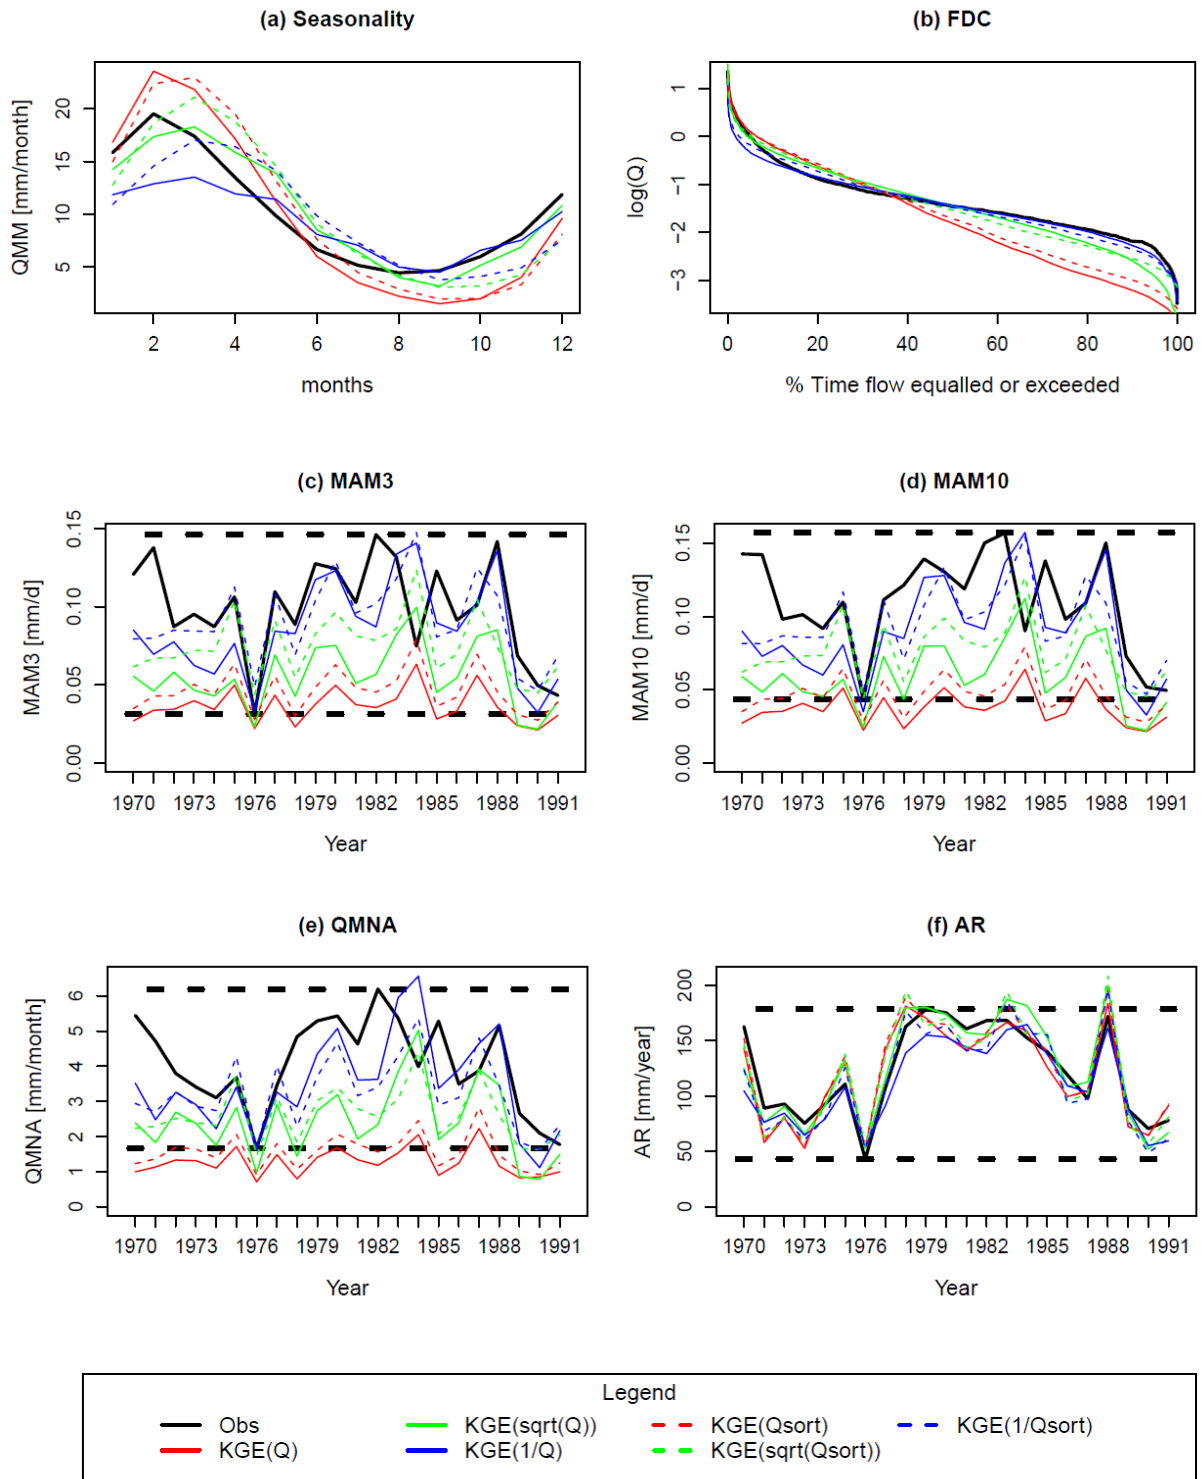 (a) Seasonality
QMM [mm/month]
5 10 15 20
2 4 6 8 10 12
months
(b) FDC
log(Q)
-3 -2 -1 0 1
0 20 40 60 80 100
% Time flow equalled or exceeded
(c) MAM3
MAM3 [mm/d]
0.00 0.05 0.10 0.15
1970 1973 1976 1979 1982 1985 1988 1991
Year
(d) MAM10
MAM10 [mm/d]
0.00 0.05 0.10 0.15
1970 1973 1976 1979 1982 1985 1988 1991
Year
(e) QMNA
QMNA [mm/month]
0 1 2 3 4 5 6
1970 1973 1976 1979 1982 1985 1988 1991
Year
(f) AR
AR [mm/year]
0 50 100 150 200
1970 1973 1976 1979 1982 1985 1988 1991
Year
Legend
Obs KGE(sqrt(Q)) KGE(Qsort) KGE(1/Qsort)
KGE(Q) KGE(1/Q) KGE(sqrt(Qsort))